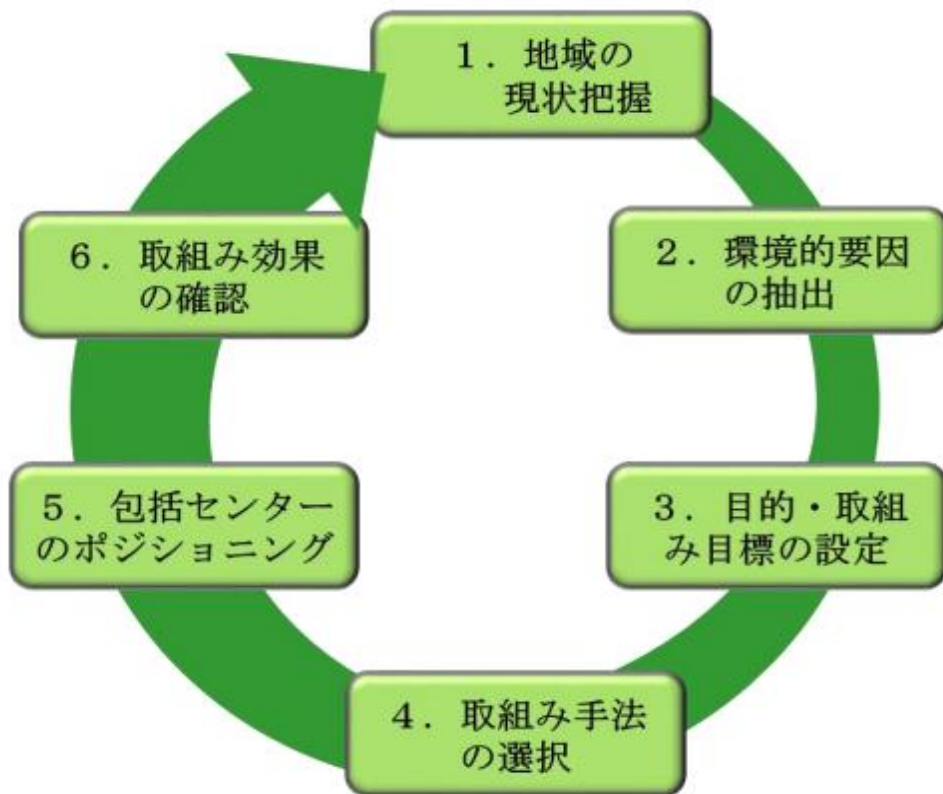 １．地域の
現状把握
２．環境的要因
の抽出
３．目的・取組
み目標の設定
４．取組み手法
の選択
５．包括センター
のポジショニング
６．取組み効果
の確認